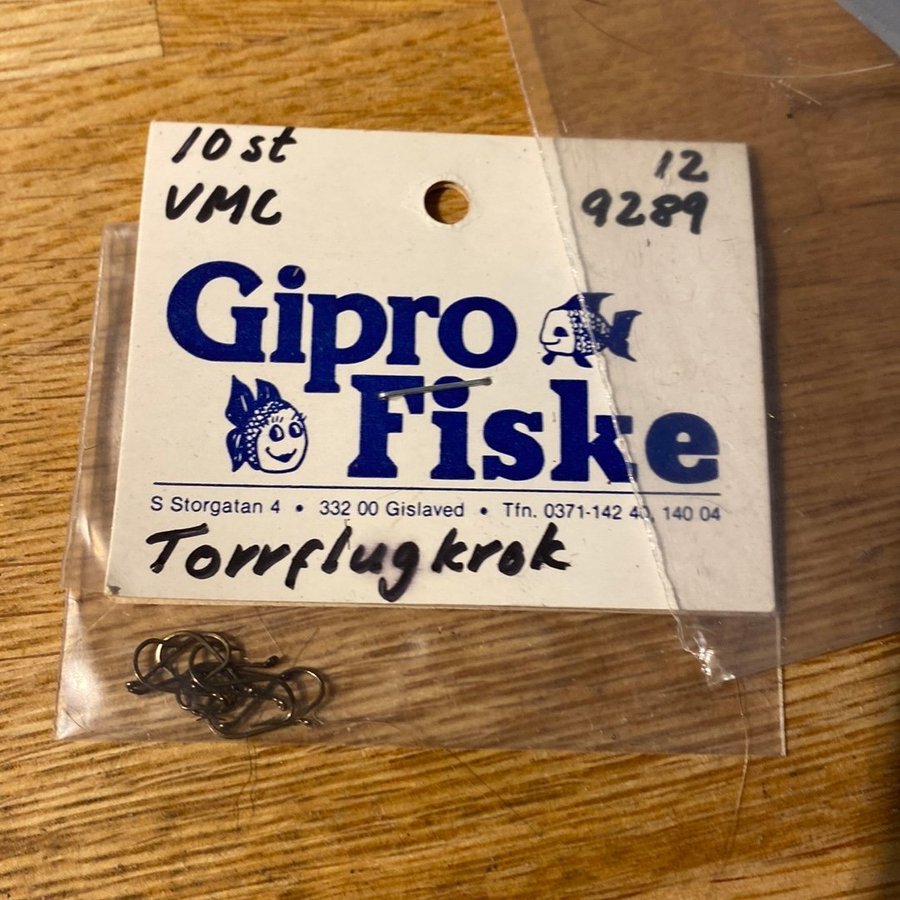 10 st 12
VMC 9289
Gipro
Fiske
S Storgatan 4 • 332 00 Gislaved • Tfn. 0371-142 40, 140 04
Torrflugkrok